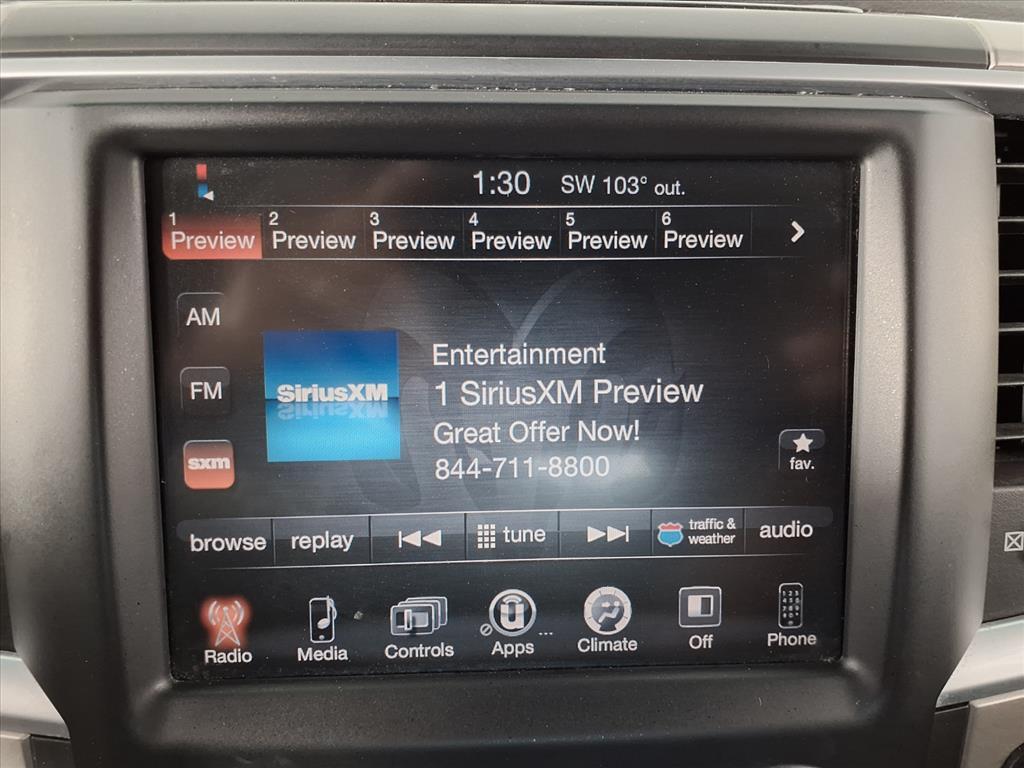 1:30 SW 103° out.
1 2 3 4 5 6
Preview Preview Preview Preview Preview Preview
AM
FM
sxm
SiriusXM
Entertainment
1 SiriusXM Preview
Great Offer Now!
844-711-8800
fav.
browse replay tune traffic & weather audio
Radio Media Controls Apps ... Climate Off Phone